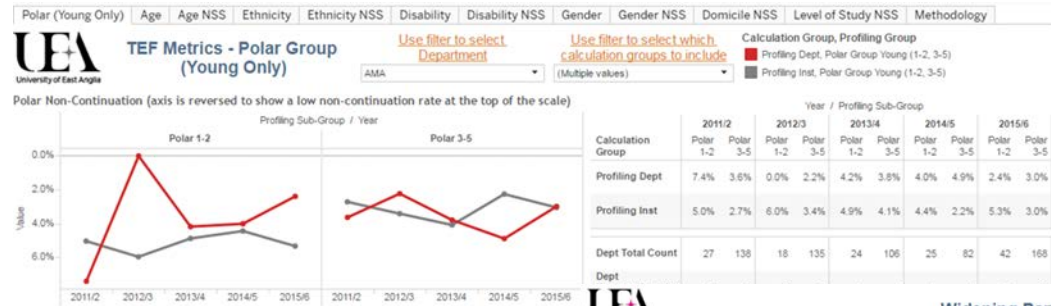 Polar (Young Only) Age Age NSS Ethnicity Ethnicity NSS Disability Disability NSS Gender Gender NSS Domicile NSS Level of Study NSS Methodology
UEA
University of East Anglia
TEF Metrics - Polar Group
(Young Only)
Use filter to select
Department
AMA
Use filter to select which
calculation groups to include
(Multiple values)
Calculation Group, Profiling Group
Profiling Dept, Polar Group Young (1-2, 3-5)
Profiling Inst, Polar Group Young (1-2, 3-5)
Polar Non-Continuation (axis is reversed to show a low non-continuation rate at the top of the scale)
Profiling Sub-Group / Year
Polar 1-2 Polar 3-5
Value
0.0%
2.0%
4.0%
6.0%
2011/2 2012/3 2013/4 2014/5 2015/6 2011/2 2012/3 2013/4 2014/5 2015/6
Year / Profiling Sub-Group
2011/2 2012/3 2013/4 2014/5 2015/6
Calculation Polar Polar Polar Polar Polar Polar Polar Polar Polar Polar
Group 1-2 3-5 1-2 3-5 1-2 3-5 1-2 3-5 1-2 3-5
Profiling Dept 7.4% 3.6% 0.0% 2.2% 4.2% 3.8% 4.0% 4.9% 2.4% 3.0%
Profiling Inst 5.0% 2.7% 6.0% 3.4% 4.9% 4.1% 4.4% 2.2% 5.3% 3.0%
Dept Total Count 27 138 18 135 24 106 25 82 42 168
Dept
UEA